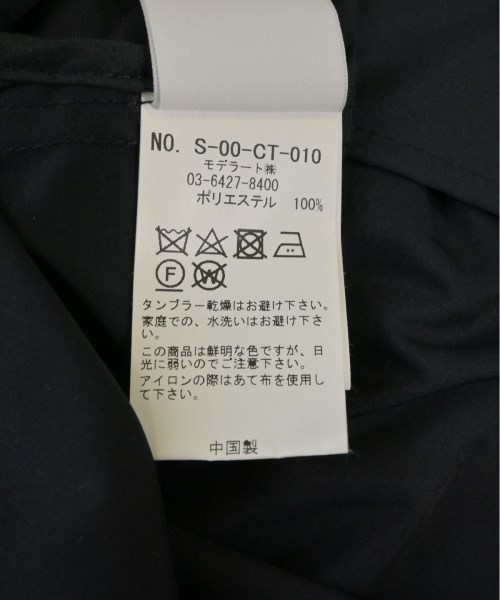 NO. S-00-CT-010
モデラート㈱
03-6427-8400
ポリエステル 100%
F
W
タンブラー乾燥はお避け下さい。
家庭での、水洗いはお避け下さ
い。
この商品は鮮明な色ですが、日
光に弱いのでご注意下さい。
アイロンの際はあて布を使用し
て下さい。
中国製